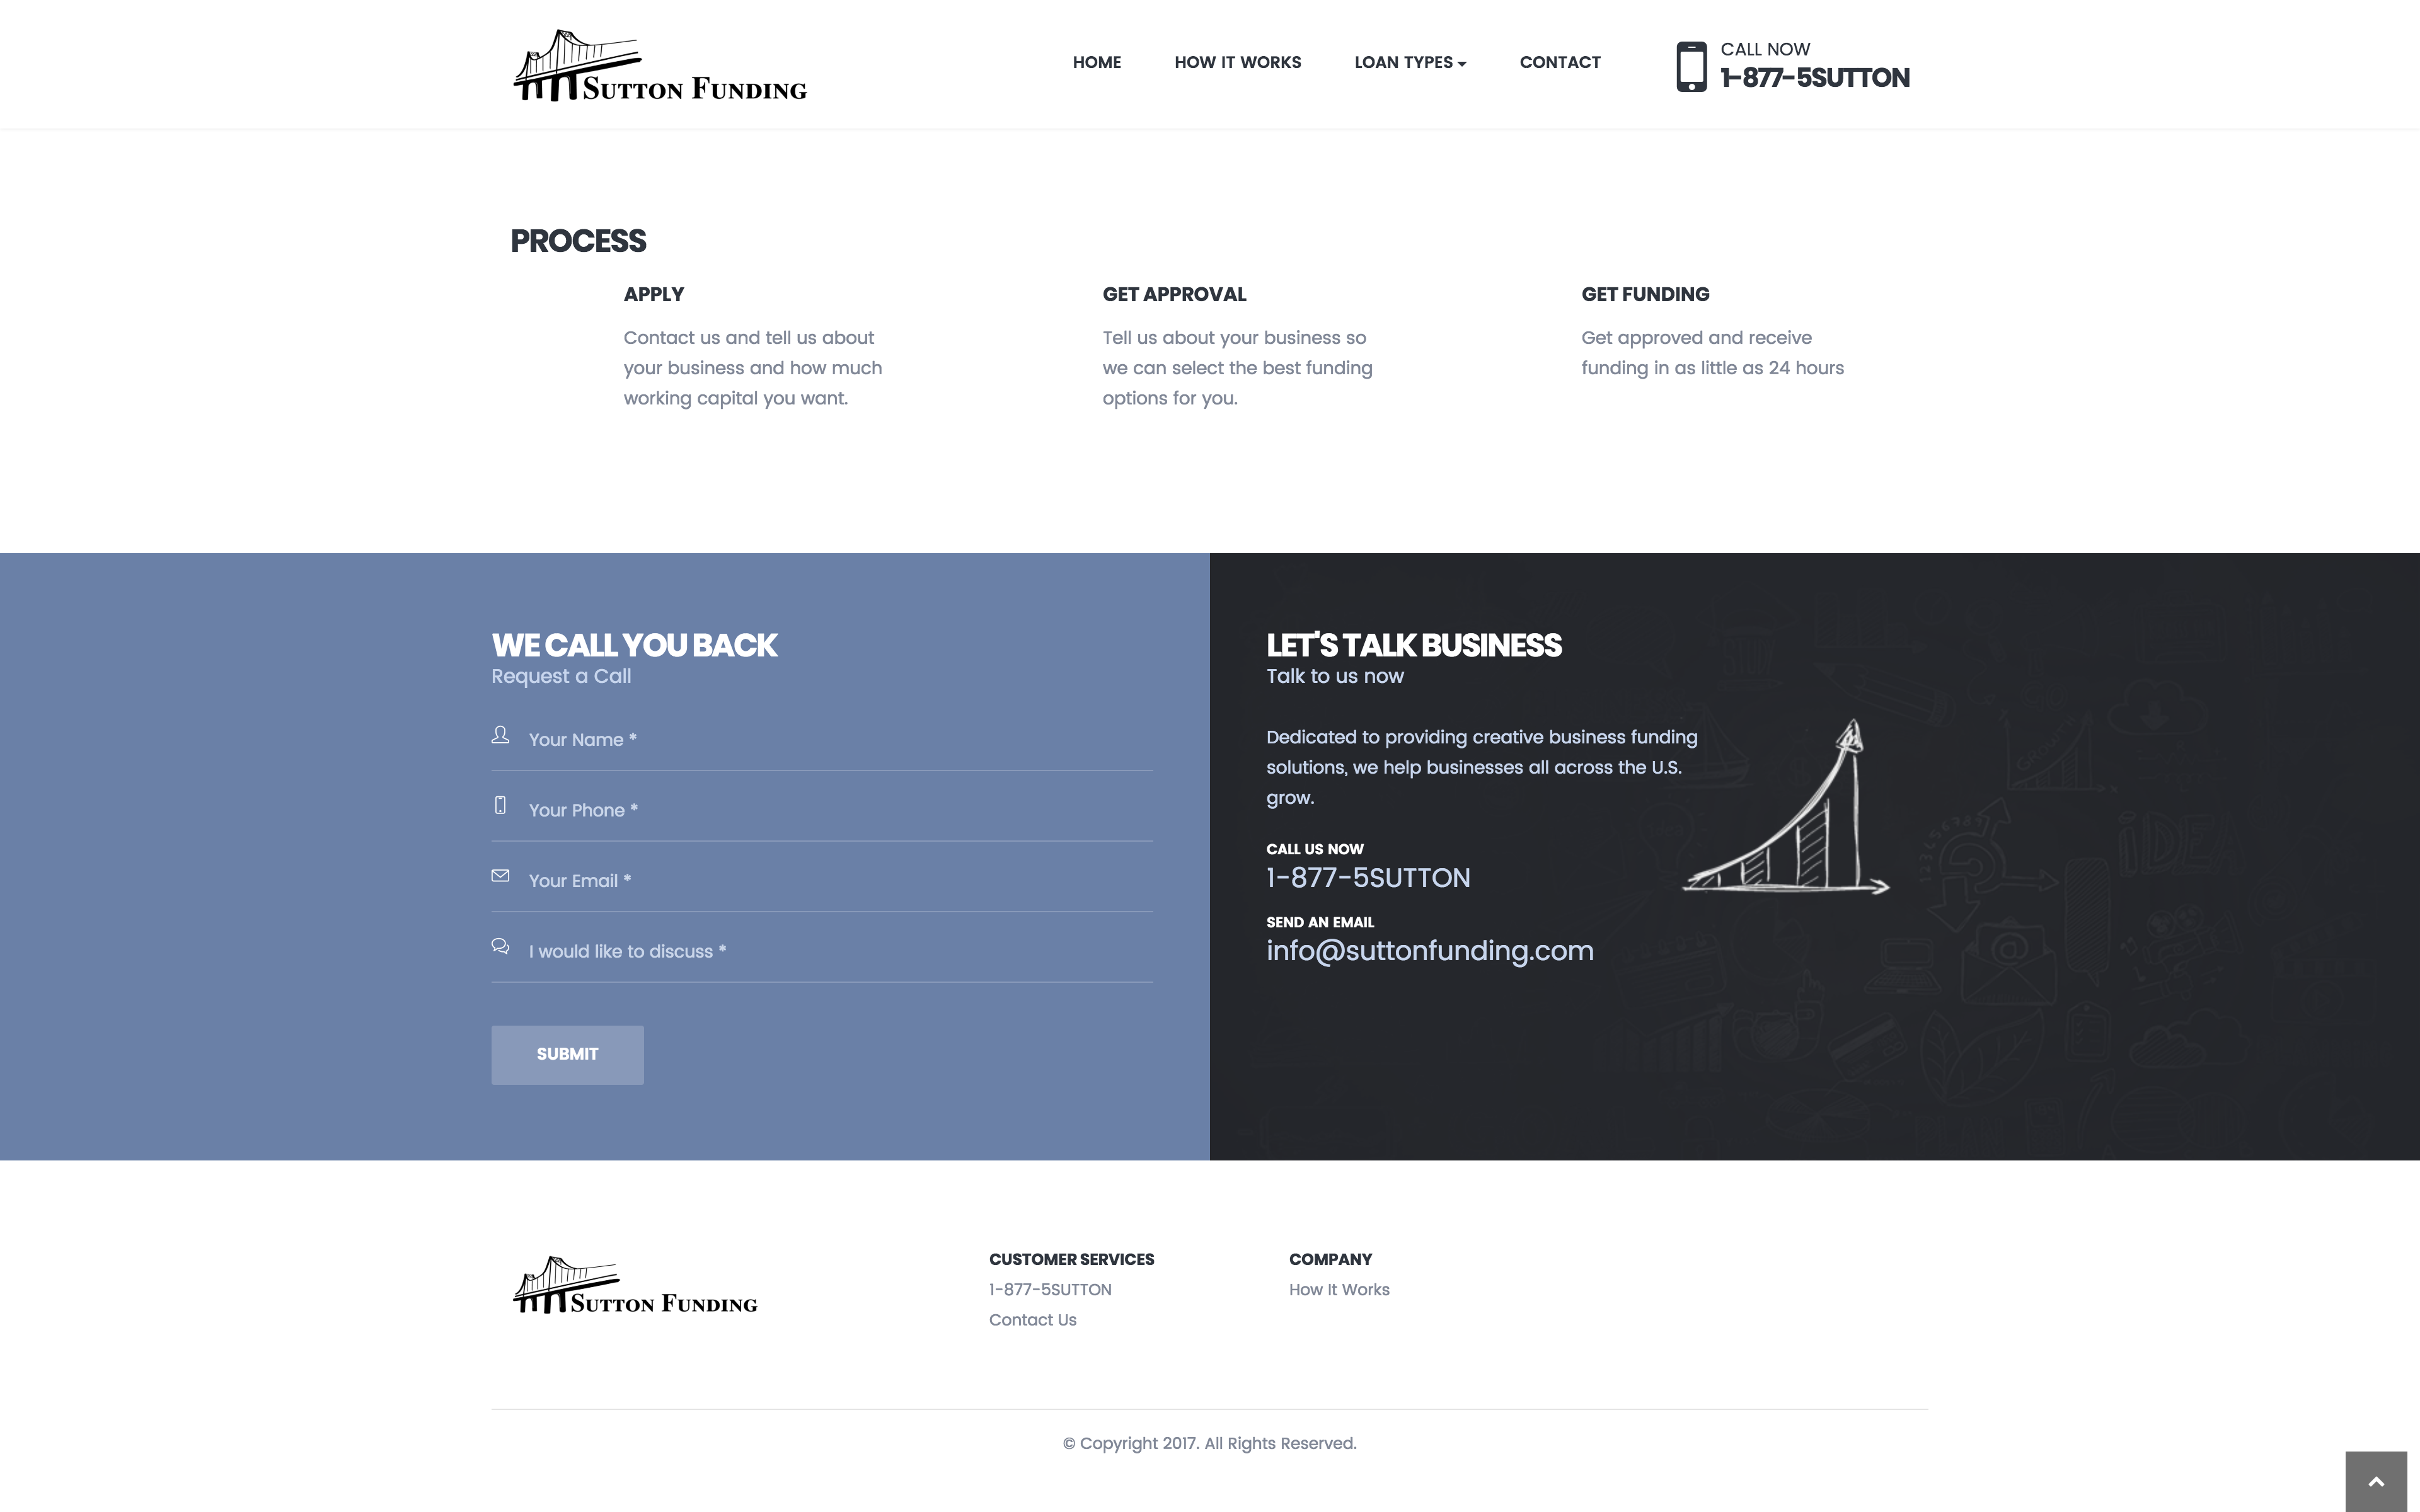 SUTTON FUNDING
HOME
HOW IT WORKS
LOAN TYPES
CONTACT
CALL NOW
1-877-5SUTTON
PROCESS
APPLY
Contact us and tell us about
your business and how much
working capital you want.
GET APPROVAL
Tell us about your business so
we can select the best funding
options for you.
GET FUNDING
Get approved and receive
funding in as little as 24 hours
WE CALL YOU BACK
Request a Call
Your Name *
Your Phone *
Your Email *
I would like to discuss *
SUBMIT
LET'S TALK BUSINESS
Talk to us now
Dedicated to providing creative business funding
solutions, we help businesses all across the U.S.
grow.
CALL US NOW
1-877-5SUTTON
SEND AN EMAIL
info@suttonfunding.com
SUTTON FUNDING
CUSTOMER SERVICES
1-877-5SUTTON
Contact Us
COMPANY
How It Works
© Copyright 2017. All Rights Reserved.